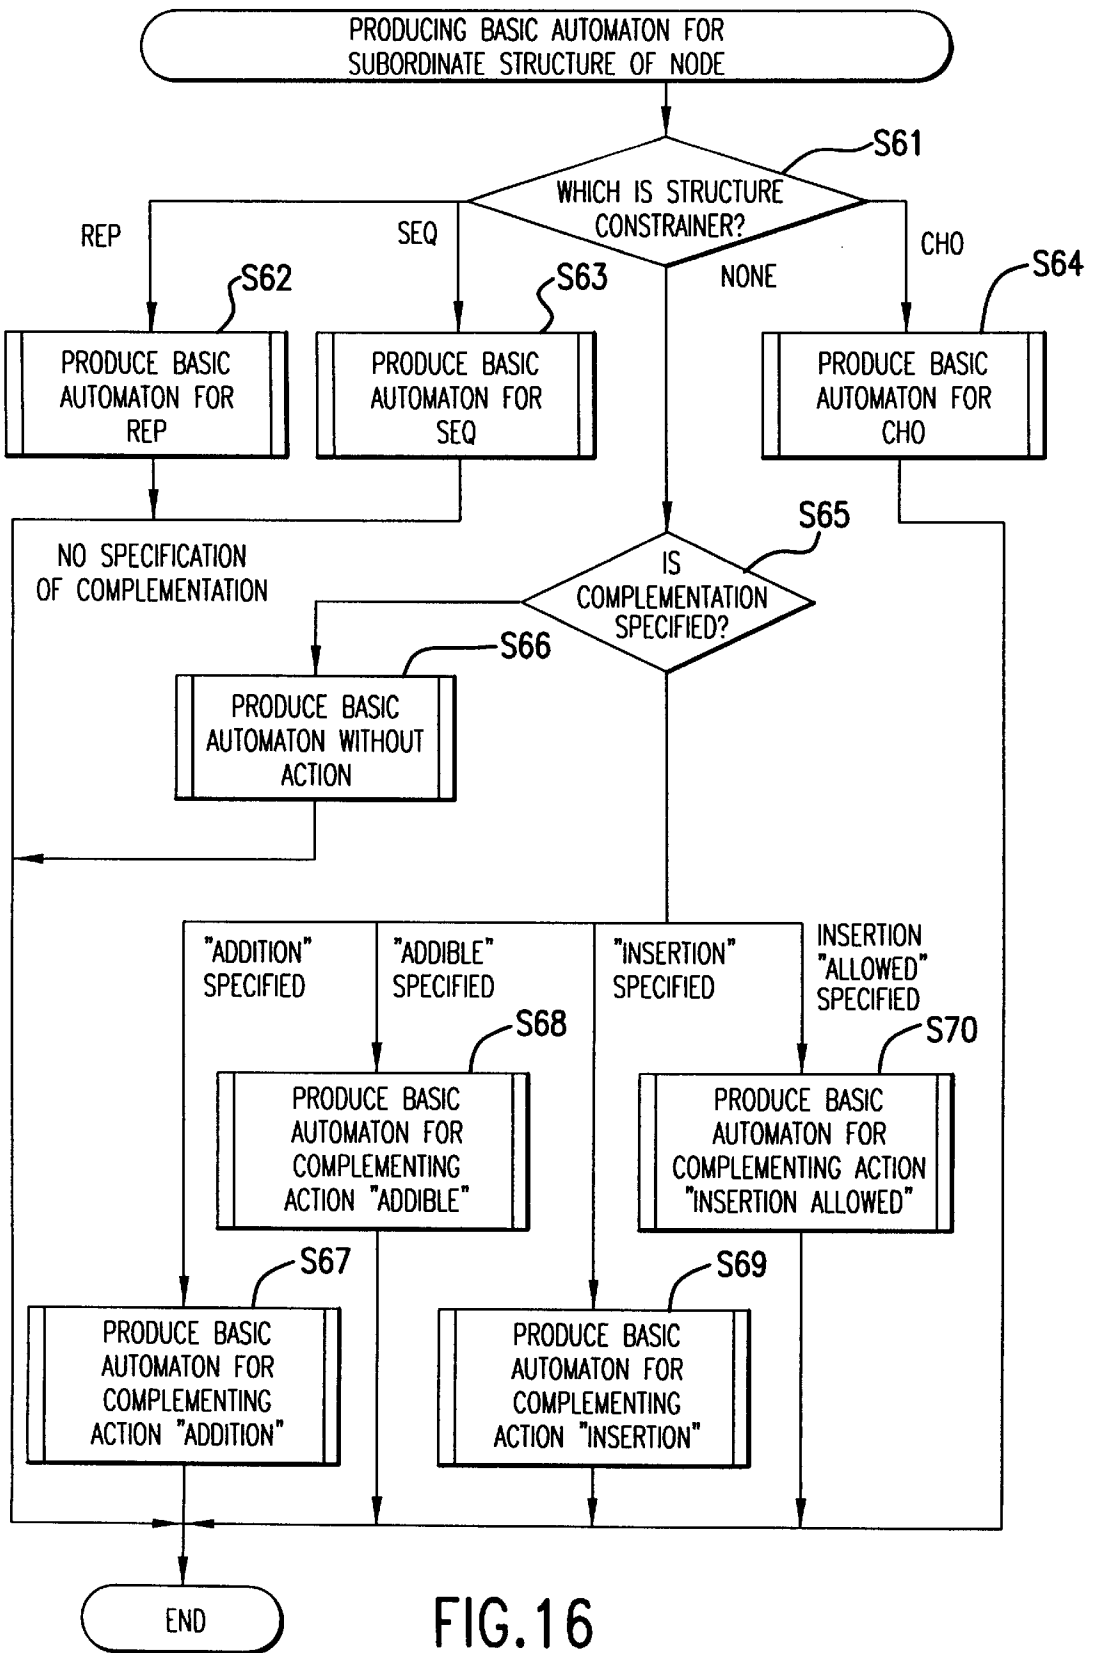 PRODUCING BASIC AUTOMATON FOR
SUBORDINATE STRUCTURE OF NODE
S61
WHICH IS STRUCTURE
CONSTRAINER?
REP
SEQ
NONE
CHO
S62
S63
S64
PRODUCE BASIC
AUTOMATON FOR
REP
PRODUCE BASIC
AUTOMATON FOR
SEQ
PRODUCE BASIC
AUTOMATON FOR
CHO
NO SPECIFICATION
OF COMPLEMENTATION
S65
IS
COMPLEMENTATION
SPECIFIED?
S66
PRODUCE BASIC
AUTOMATON WITHOUT
ACTION
"ADDITION"
SPECIFIED
"ADDIBLE"
SPECIFIED
"INSERTION"
SPECIFIED
INSERTION
"ALLOWED"
SPECIFIED
S68
S70
PRODUCE BASIC
AUTOMATON FOR
COMPLEMENTING
ACTION "ADDIBLE"
PRODUCE BASIC
AUTOMATON FOR
COMPLEMENTING ACTION
"INSERTION ALLOWED"
S67
S69
PRODUCE BASIC
AUTOMATON FOR
COMPLEMENTING
ACTION "ADDITION"
PRODUCE BASIC
AUTOMATON FOR
COMPLEMENTING
ACTION "INSERTION"
END
FIG.16